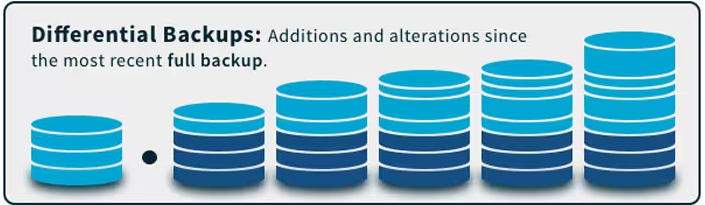 Differential Backups: Additions and alterations since
the most recent full backup.